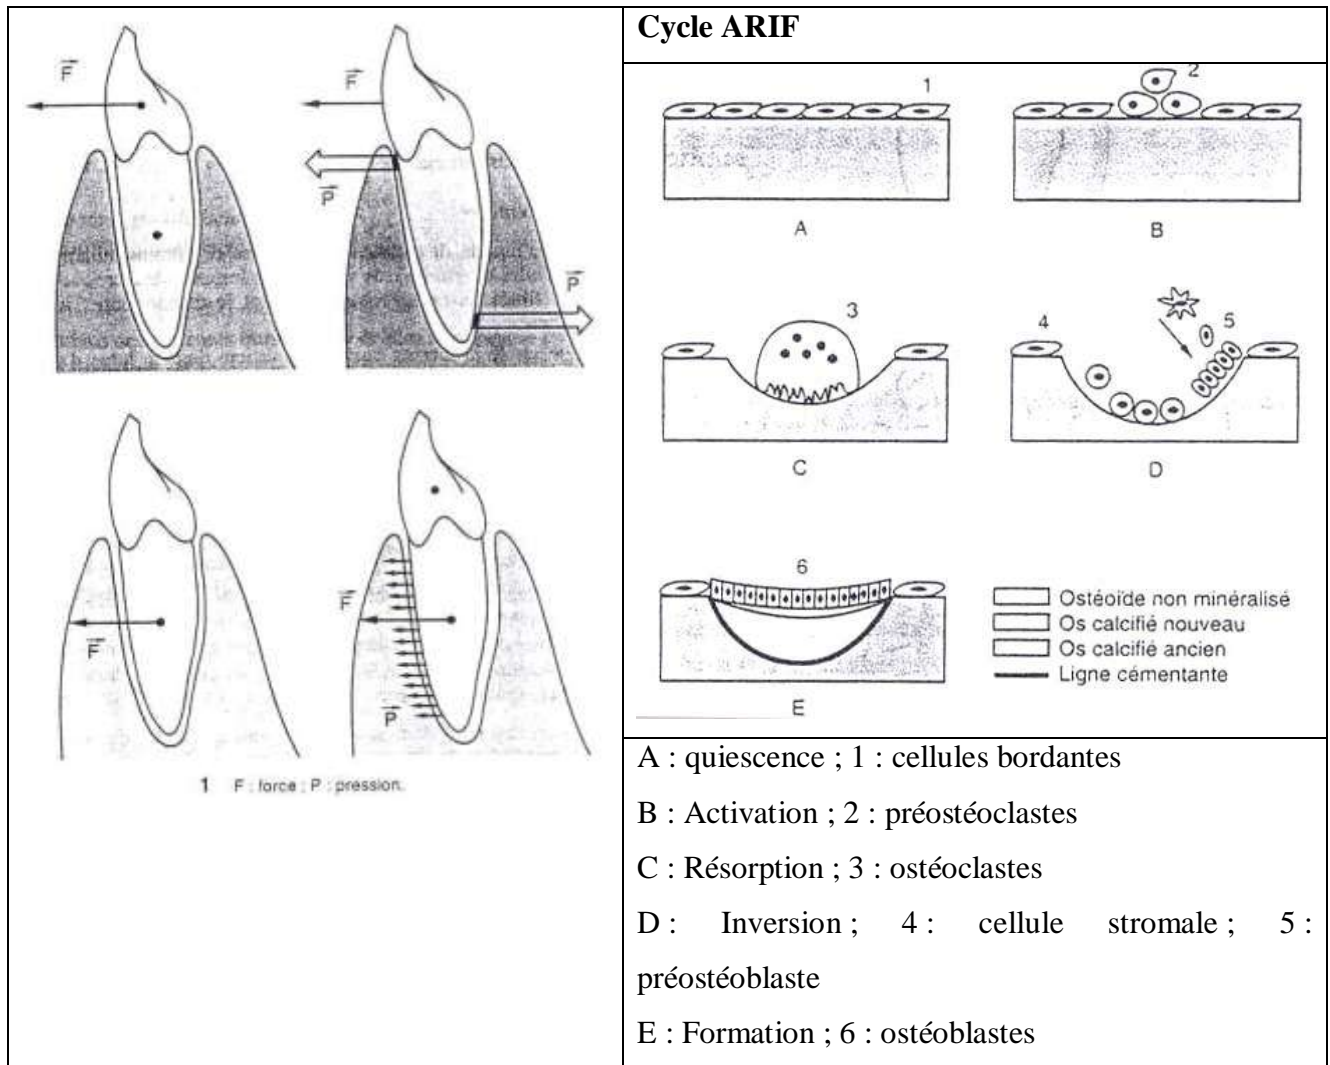 F
F
P
P
F
F
P
1 F : force ; P : pression.
Cycle ARIF
1
2
A
B
3
4
5
C
D
6
Ostéoïde non minéralisé
Os calcifié nouveau
Os calcifié ancien
Ligne cémentante
E
A : quiescence ; 1 : cellules bordantes
B : Activation ; 2 : préostéoclastes
C : Résorption ; 3 : ostéoclastes
D : Inversion ; 4 : cellule stromale ; 5 :
préostéoblaste
E : Formation ; 6 : ostéoblastes